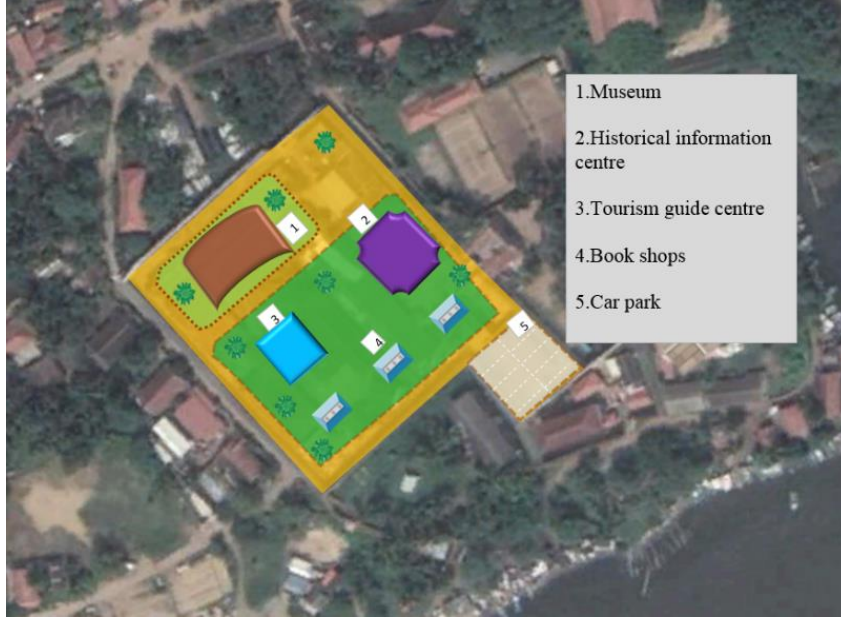 1.Museum
2.Historical information
centre
3.Tourism guide centre
4.Book shops
5.Car park
1
2
3
4
5